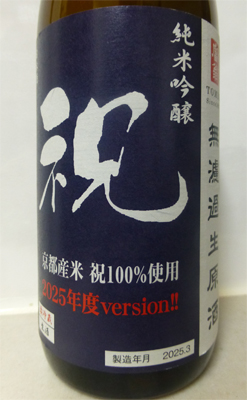 純米吟醸
祝
京都産米 祝100%使用
2025年度version!!
製造年月 2025.3
無濾過生原酒